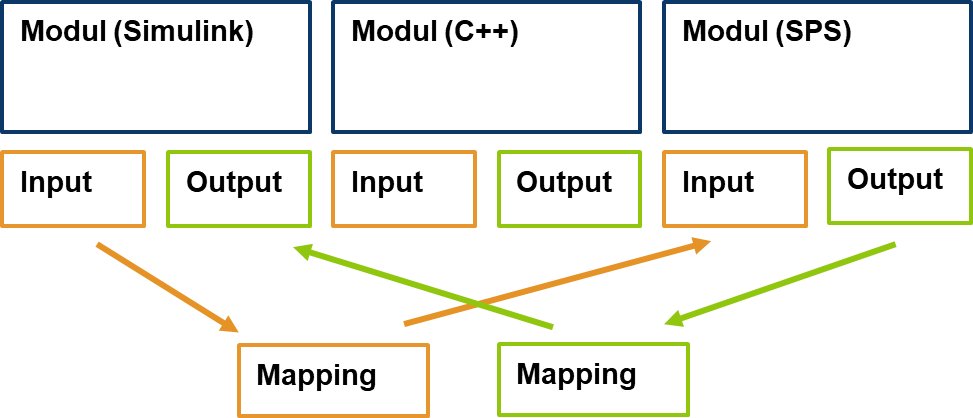 Modul (Simulink)
Modul (C++)
Modul (SPS)
Input
Output
Input
Output
Input
Output
Mapping
Mapping